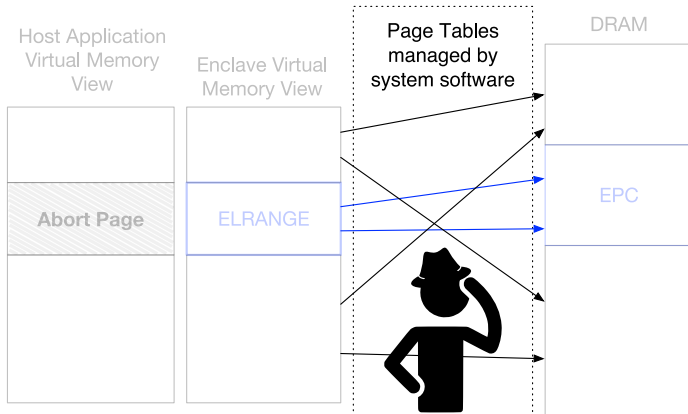 Host Application
Virtual Memory
View
Enclave Virtual
Memory View
Page Tables
managed by
system software
DRAM
Abort Page
ELRANGE
EPC